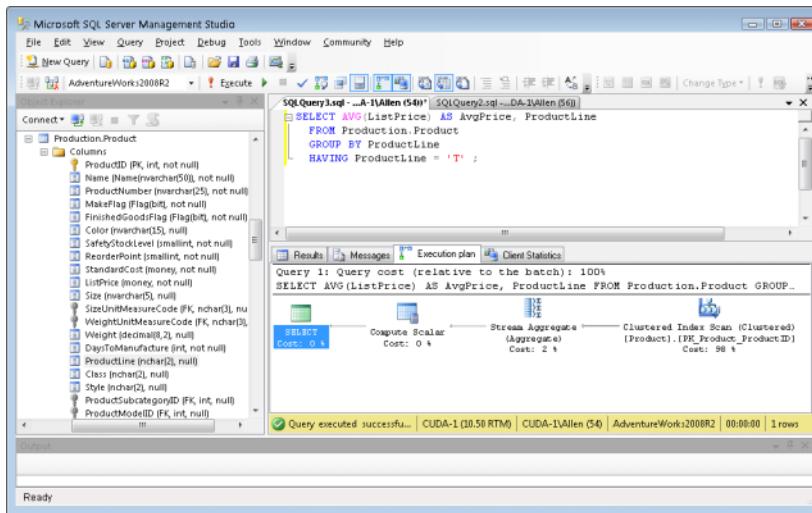 Microsoft SQL Server Management Studio
File Edit View Query Project Debug Tools Window Community Help
New Query
AdventureWorks2008R2 Execute Change Type
Object Explorer
Connect
Production.Product
Columns
ProductID (PK, int, not null)
Name (Name(nvarchar(50)), not null)
ProductNumber (nvarchar(25), not null)
MakeFlag (Flag(bit), not null)
FinishedGoodsFlag (Flag(bit), not null)
Color (nvarchar(15), null)
SafetyStockLevel (smallint, not null)
ReorderPoint (smallint, not null)
StandardCost (money, not null)
ListPrice (money, not null)
Size (nvarchar(5), null)
SizeUnitMeasureCode (FK, nchar(3), nu
WeightUnitMeasureCode (FK, nchar(3),
Weight (decimal(8,2), null)
DaysToManufacture (int, not null)
ProductLine (nchar(2), null)
Class (nchar(2), null)
Style (nchar(2), null)
ProductSubcategoryID (FK, int, null)
ProductModelID (FK, int, null)
SQLQuery3.sql - ...A-1\Allen (54))* SQLQuery2.sql -...DA-1\Allen (56))
SELECT AVG(ListPrice) AS AvgPrice, ProductLine
FROM Production.Product
GROUP BY ProductLine
HAVING ProductLine = 'T' ;
Results Messages Execution plan Client Statistics
Query 1: Query cost (relative to the batch): 100%
SELECT AVG(ListPrice) AS AvgPrice, ProductLine FROM Production.Product GROUP...
SELECT
Cost: 0 %
Compute Scalar
Cost: 0 %
Stream Aggregate
(Aggregate)
Cost: 2 %
Clustered Index Scan (Clustered)
[Product].[PK_Product_ProductID]
Cost: 98 %
Query executed successfu... CUDA-1 (10.50 RTM) CUDA-1\Allen (54) AdventureWorks2008R2 00:00:00 1 rows
Output
Ready